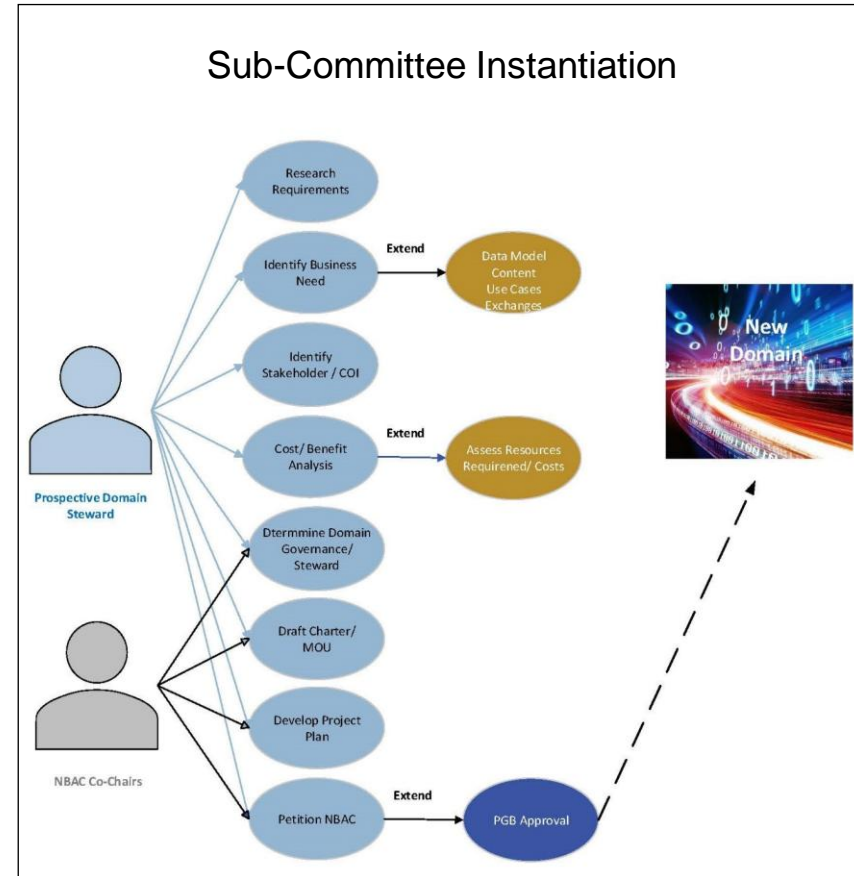 Sub-Committee Instantiation
Research
Requirements
Identify Business
Need
Extend
Data Model
Content
Use Cases
Exchanges
New
Domain
Identify
Stakeholder / COI
Cost/ Benefit
Analysis
Extend
Assess Resources
Requirened/ Costs
Prospective Domain
Steward
Dtermmine Domain
Governance/
Steward
Draft Charter/
MOU
Develop Project
Plan
NBAC Co-Chairs
Petition NBAC
Extend
PGB Approval